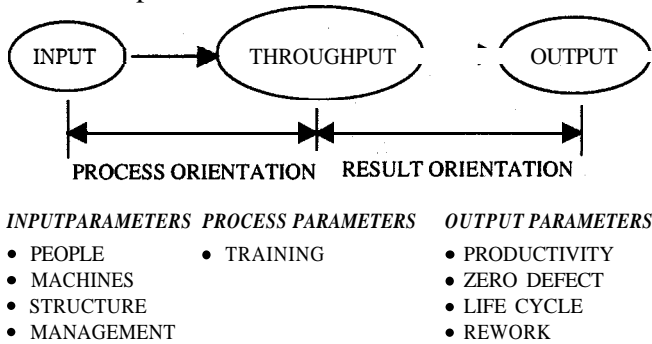 INPUT THROUGHPUT OUTPUT
PROCESS ORIENTATION RESULT ORIENTATION
INPUTPARAMETERS PROCESS PARAMETERS OUTPUT PARAMETERS
• PEOPLE • TRAINING • PRODUCTIVITY
• MACHINES • ZERO DEFECT
• STRUCTURE • LIFE CYCLE
• MANAGEMENT • REWORK